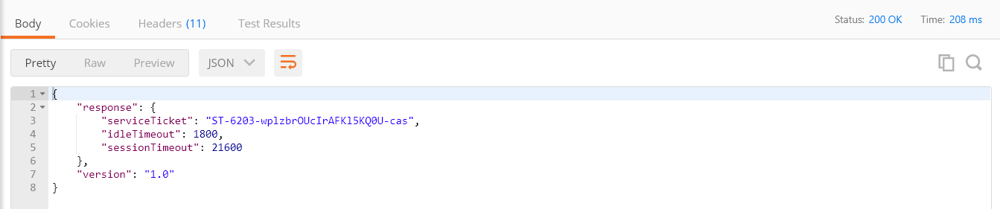 Body Cookies Headers (11) Test Results Status: 200 OK Time: 208 ms
Pretty Raw Preview JSON
1 {
2 "response": {
3 "serviceTicket": "ST-6203-wplzbrOUcIrAFKl5KQ0U-cas",
4 "idleTimeout": 1800,
5 "sessionTimeout": 21600
6 },
7 "version": "1.0"
8 }